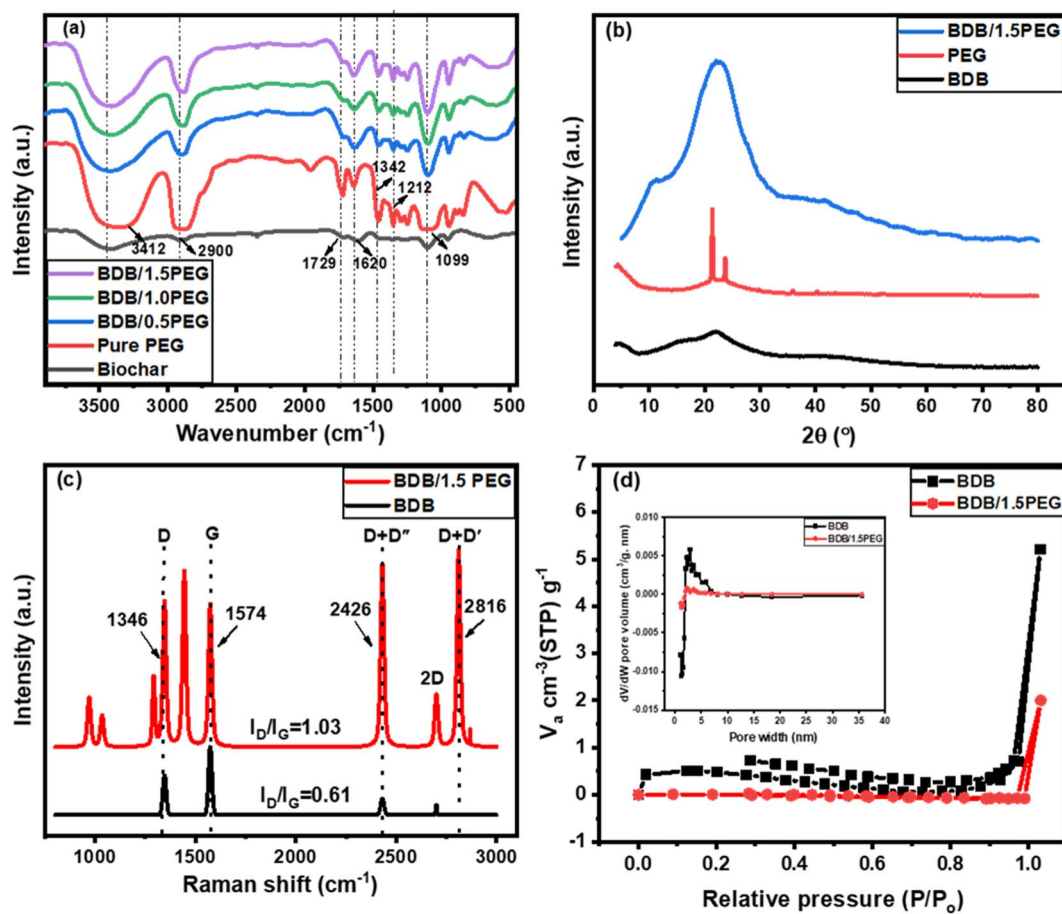 (a)
Intensity (a.u.)
3412
2900
1729
1620
1342
1212
1099
BDB/1.5PEG
BDB/1.0PEG
BDB/0.5PEG
Pure PEG
Biochar
3500 3000 2500 2000 1500 1000 500
Wavenumber (cm⁻¹)
(b)
BDB/1.5PEG
PEG
BDB
Intensity (a.u.)
0 10 20 30 40 50 60 70 80
2θ (°)
(c)
BDB/1.5 PEG
BDB
Intensity (a.u.)
D
G
D+D″
D+D′
1346
1574
2426
2816
2D
I_D/I_G=1.03
I_D/I_G=0.61
1000 1500 2000 2500 3000
Raman shift (cm⁻¹)
(d)
BDB
BDB/1.5PEG
Vₐ cm⁻³(STP) g⁻¹
7
6
5
4
3
2
1
0
-1
0.0 0.2 0.4 0.6 0.8 1.0
Relative pressure (P/Pₒ)
BDB
BDB/1.5PEG
dV/dW pore volume (cm³/g. nm)
0.010
0.005
0.000
-0.005
-0.010
-0.015
0 5 10 15 20 25 30 35 40
Pore width (nm)